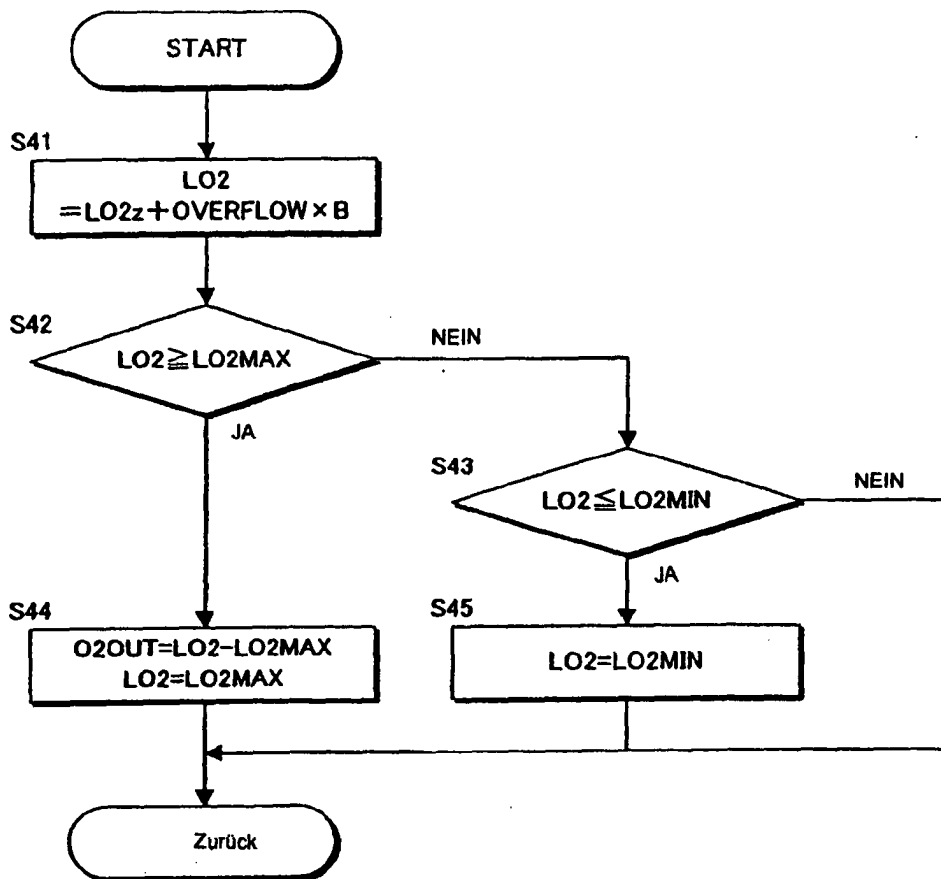 START
S41
LO2
=LO2z+OVERFLOW×B
S42
LO2≧LO2MAX
NEIN
JA
S43
LO2≦LO2MIN
NEIN
JA
S44
O2OUT=LO2-LO2MAX
LO2=LO2MAX
S45
LO2=LO2MIN
Zurück